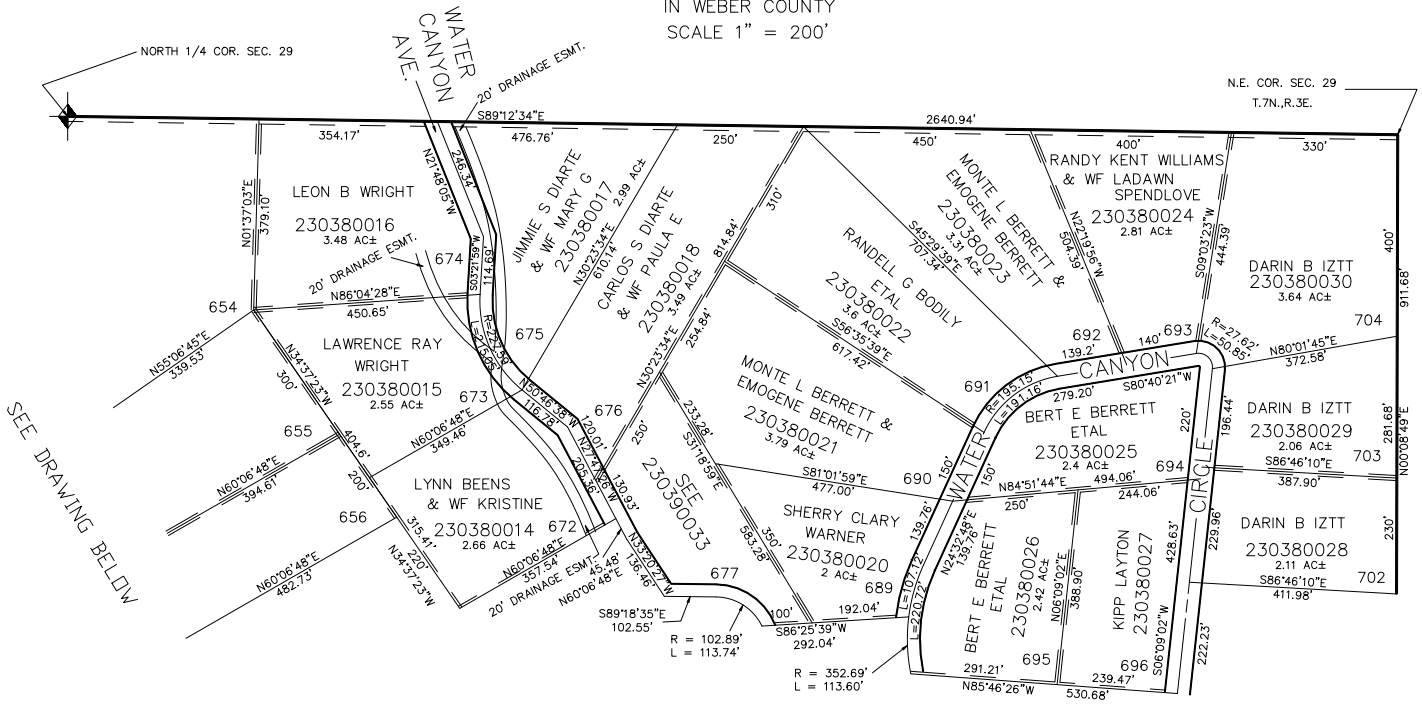 IN WEBER COUNTY
SCALE 1" = 200'
NORTH 1/4 COR. SEC. 29
WATER
CANYON
AVE.
20' DRAINAGE ESMT.
N.E. COR. SEC. 29
T.7N.,R.3E.
S89°12'34"E
2640.94'
354.17'
476.76'
250'
450'
400'
330'
N01°37'03"E
379.10'
LEON B WRIGHT
230380016
3.48 AC±
20' DRAINAGE ESMT.
N21°48'05"W
246.34'
S03°21'59"W
114.69'
674
JIMMIE S DIARTE
& WF MARY G
230380017
2.99 AC±
N30°23'34"E
610.14'
CARLOS S DIARTE
& WF PAULA E
230380018
3.49 AC±
310'
814.84'
254.84'
N30°23'34"E
250'
RANDELL G BODILY
ETAL
230380022
3.6 AC±
S45°29'39"E
707.34'
MONTE L BERRETT &
EMOGENE BERRETT
230380023
3.31 AC±
N22°19'56"W
504.39'
RANDY KENT WILLIAMS
& WF LADAWN
SPENDLOVE
230380024
2.81 AC±
S09°03'23"W
444.39'
DARIN B IZTT
230380030
3.64 AC±
400'
911.68'
704
654
N86°04'28"E
450.65'
N55°06'45"E
339.53'
N34°37'23"W
300'
404.6'
LAWRENCE RAY
WRIGHT
230380015
2.55 AC±
673
675
N50°46'38"W
116.78'
120.01'
676
S56°35'39"E
617.42'
MONTE L BERRETT &
EMOGENE BERRETT
230380021
3.79 AC±
691
692
139.2'
140'
693
R=27.62'
L=50.85'
N80°01'45"E
372.58'
CANYON
R=195.15'
L=191.16'
279.20'
S80°40'21"W
BERT E BERRETT
ETAL
230380025
2.4 AC±
220'
196.44'
DARIN B IZTT
230380029
2.06 AC±
S86°46'10"E
387.90'
703
281.68'
N00°08'49"E
SEE DRAWING BELOW
655
N60°06'48"E
394.61'
656
200'
N60°06'48"E
482.73'
315.41'
220'
N34°37'23"W
N60°06'48"E
349.46'
LYNN BEENS
& WF KRISTINE
230380014
2.66 AC±
672
205.36'
130.93'
N60°06'48"E
357.54'
20' DRAINAGE ESMT.
45.48'
N60°06'48"E
N33°20'27"W
136.46'
SEE
230390033
233.28'
S31°18'59"E
350'
583.28'
677
S89°18'35"E
102.55'
R = 102.89'
L = 113.74'
100'
S81°01'59"E
477.00'
690
SHERRY CLARY
WARNER
230380020
2 AC±
689
192.04'
S86°25'39"W
292.04'
WATER
150'
150'
139.76'
L=107.12'
L=220.72'
N24°32'48"E
139.76'
R = 352.69'
L = 113.60'
N84°51'44"E
494.06'
250'
244.06'
694
BERT E BERRETT
ETAL
230380026
2.42 AC±
N06°09'02"E
388.90'
KIPP LAYTON
230380027
428.63'
S06°09'02"W
CIRCLE
229.96'
222.23'
DARIN B IZTT
230380028
2.11 AC±
S86°46'10"E
411.98'
702
230'
291.21'
695
696
239.47'
N85°46'26"W
530.68'